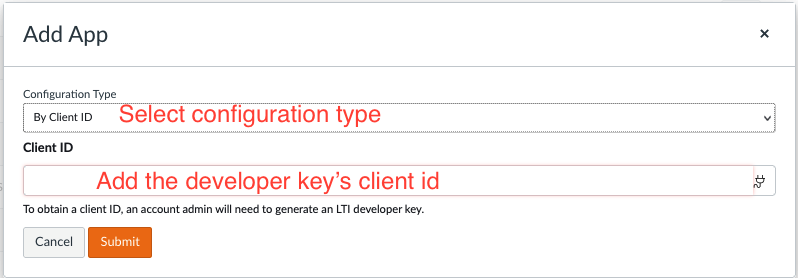 Add App
×
Configuration Type
By Client ID Select configuration type
Client ID
Add the developer key’s client id
To obtain a client ID, an account admin will need to generate an LTI developer key.
Cancel Submit